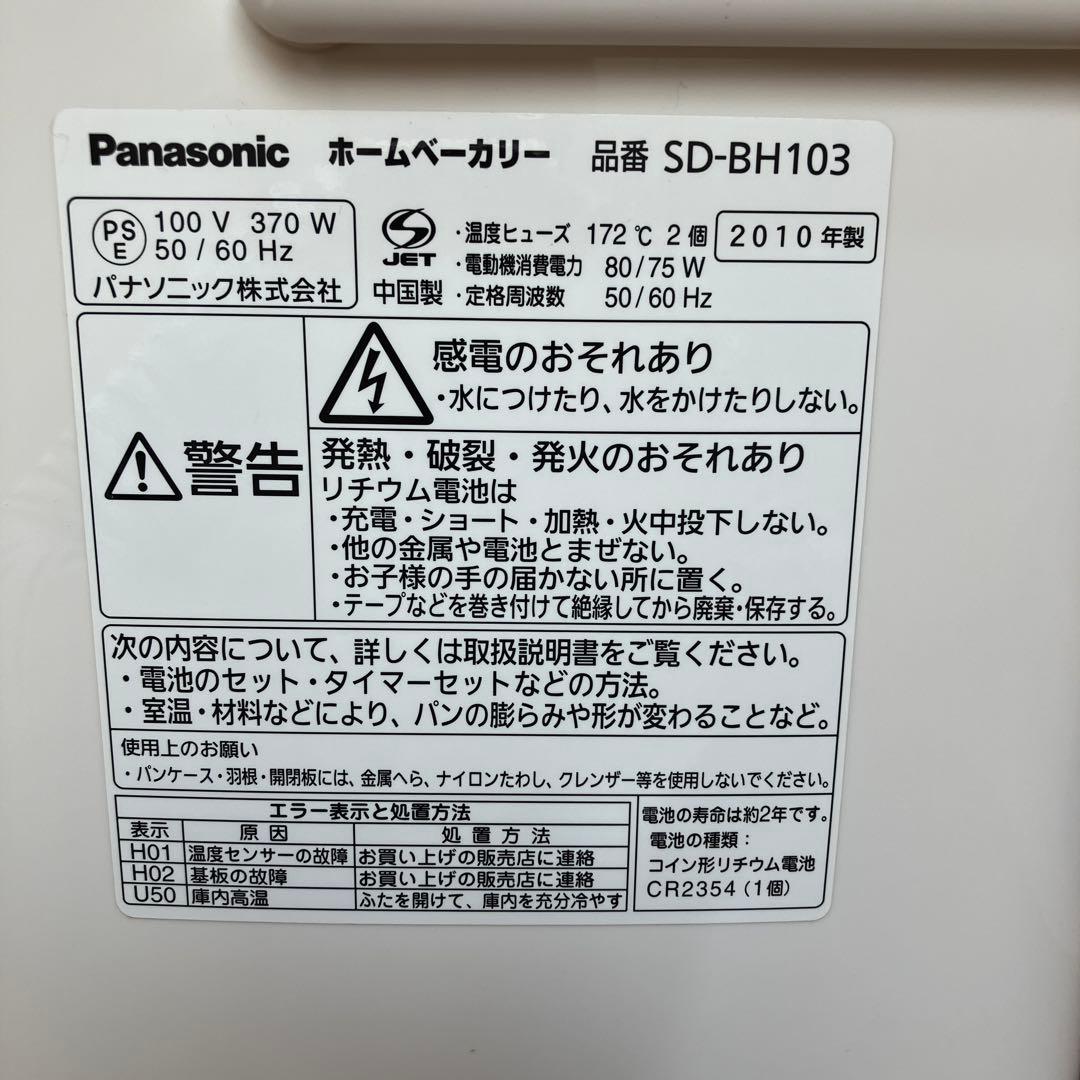 Panasonic ホームベーカリー 品番 SD-BH103
PS E 100 V 370 W
50 / 60 Hz
パナソニック株式会社
JET
中国製
・温度ヒューズ 172℃ 2個
・電動機消費電力 80/75 W
・定格周波数 50/60 Hz
2010年製
警告
感電のおそれあり
・水につけたり、水をかけたりしない。
発熱・破裂・発火のおそれあり
リチウム電池は
・充電・ショート・加熱・火中投下しない。
・他の金属や電池とまぜない。
・お子様の手の届かない所に置く。
・テープなどを巻き付けて絶縁してから廃棄・保存する。
次の内容について、詳しくは取扱説明書をご覧ください。
・電池のセット・タイマーセットなどの方法。
・室温・材料などにより、パンの膨らみや形が変わることなど。
使用上のお願い
・パンケース・羽根・開閉板には、金属へら、ナイロンたわし、クレンザー等を使用しないでください。
エラー表示と処置方法
表示 原因 処置方法
H01 温度センサーの故障 お買い上げの販売店に連絡
H02 基板の故障 お買い上げの販売店に連絡
U50 庫内高温 ふたを開けて、庫内を充分冷やす
電池の寿命は約2年です。
電池の種類：
コイン形リチウム電池
CR2354（1個）